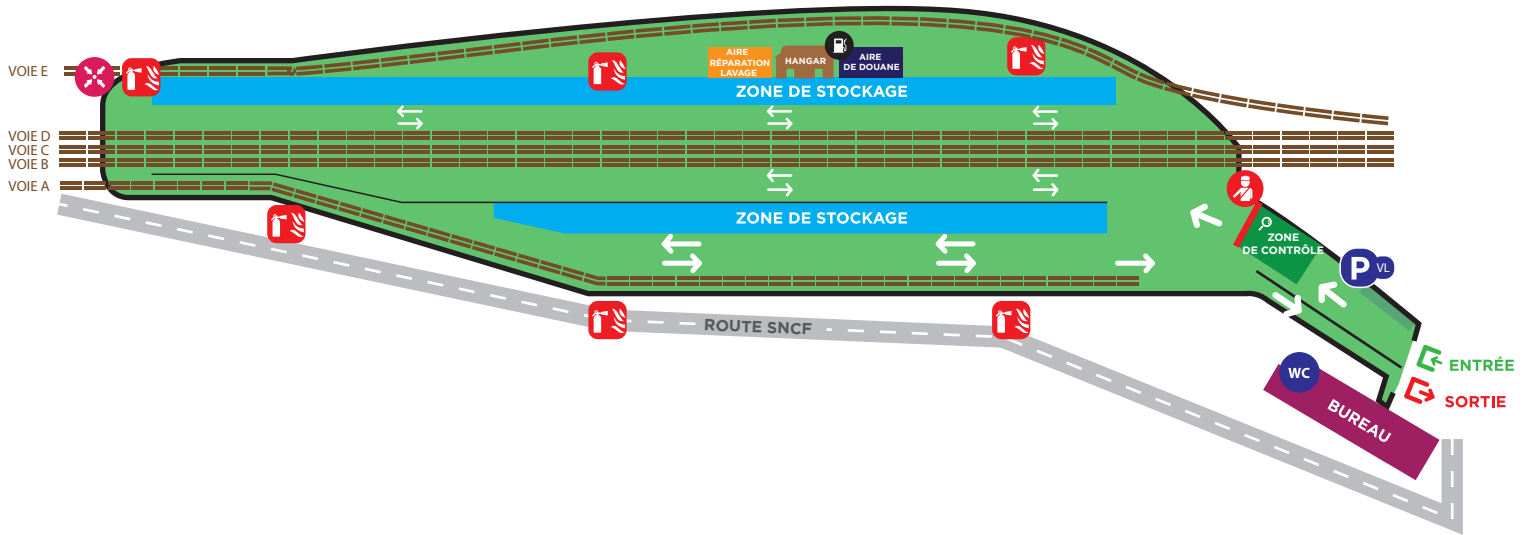 VOIE E
AIRE
RÉPARATION
LAVAGE
HANGAR
AIRE
DE DOUANE
ZONE DE STOCKAGE
VOIE D
VOIE C
VOIE B
VOIE A
ZONE DE STOCKAGE
ZONE
DE CONTRÔLE
P VL
ROUTE SNCF
ENTRÉE
WC
SORTIE
BUREAU